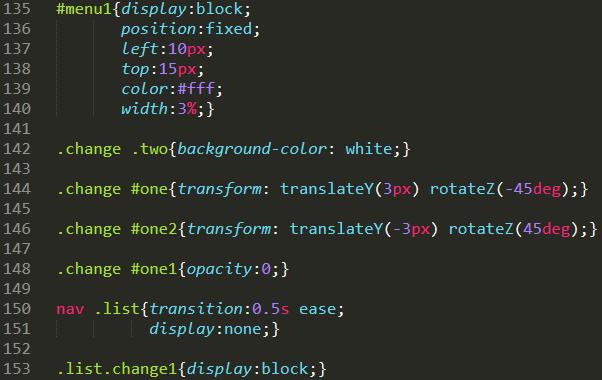 135 #menu1{display:block;
136 position:fixed;
137 left:10px;
138 top:15px;
139 color:#fff;
140 width:3%;}
141
142 .change .two{background-color: white;}
143
144 .change #one{transform: translateY(3px) rotateZ(-45deg);}
145
146 .change #one2{transform: translateY(-3px) rotateZ(45deg);}
147
148 .change #one1{opacity:0;}
149
150 nav .list{transition:0.5s ease;
151 display:none;}
152
153 .list.change1{display:block;}